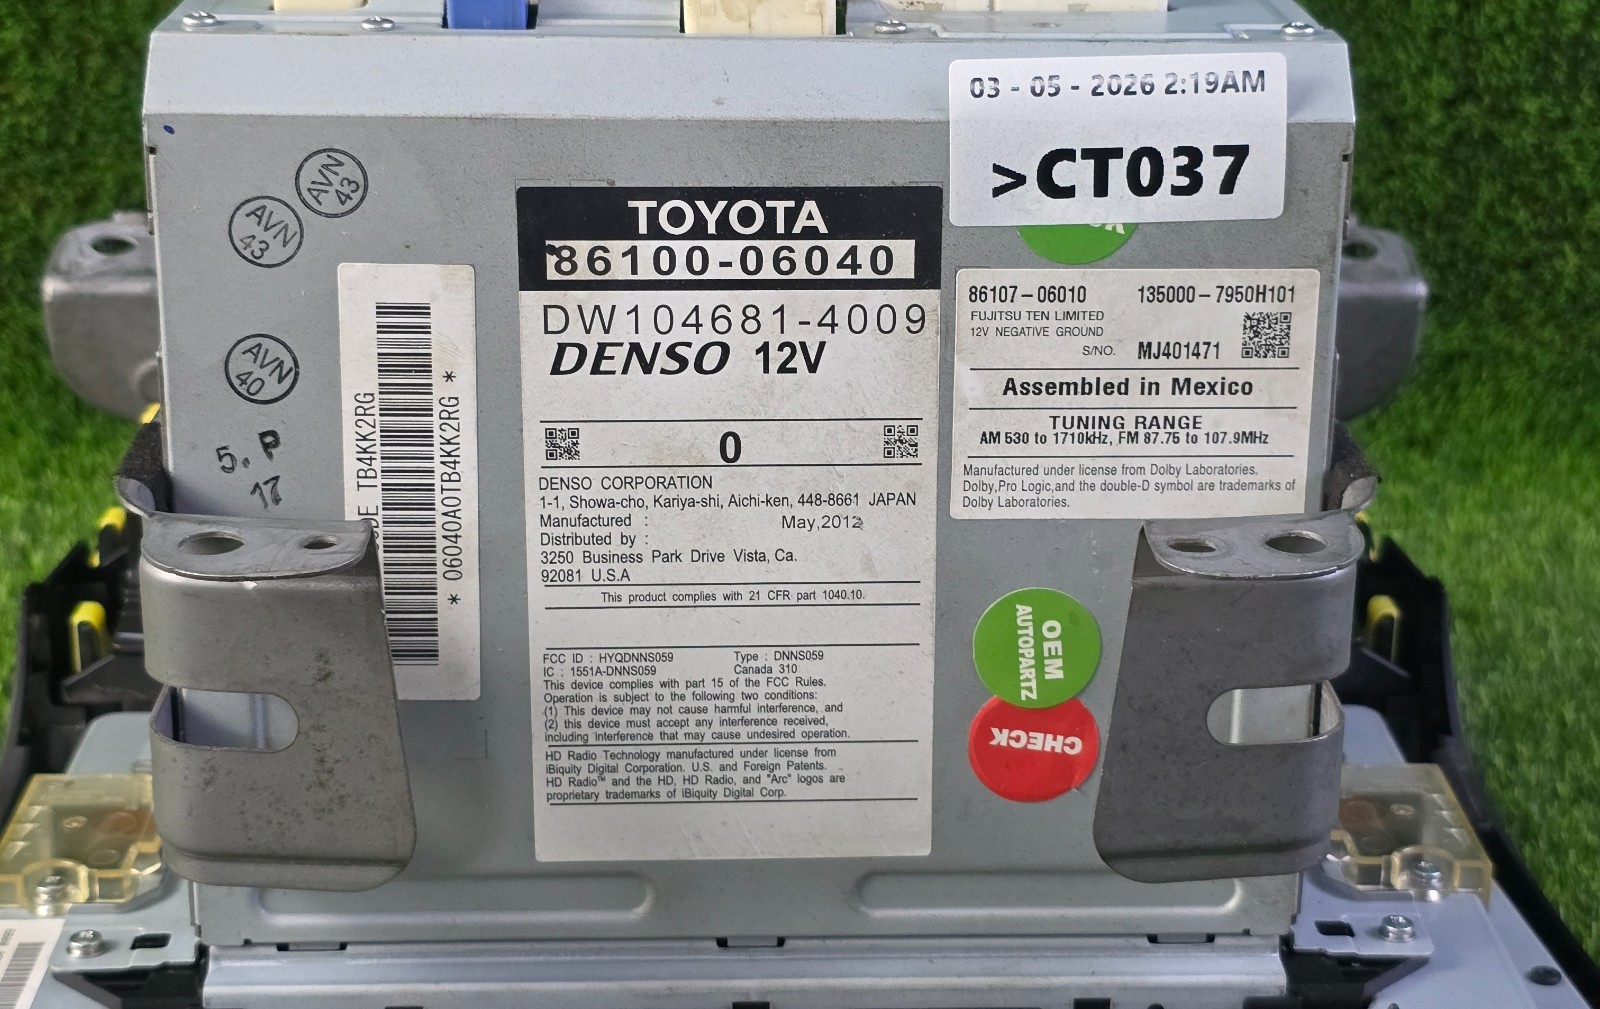 03 - 05 - 2026 2:19AM
>CT037
AVN
43
AVN
43
AVN
40
5. P
17
TB4KK2RG
* 06040A0TB4KK2RG *
TOYOTA
86100-06040
DW104681-4009
DENSO 12V
0
DENSO CORPORATION
1-1, Showa-cho, Kariya-shi, Aichi-ken, 448-8661 JAPAN
Manufactured : May,2012
Distributed by :
3250 Business Park Drive Vista, Ca.
92081 U.S.A
This product complies with 21 CFR part 1040.10.
FCC ID : HYQDNNS059 Type : DNNS059
IC : 1551A-DNNS059 Canada 310
This device complies with part 15 of the FCC Rules.
Operation is subject to the following two conditions:
(1) This device may not cause harmful interference, and
(2) this device must accept any interference received,
including interference that may cause undesired operation.
HD Radio Technology manufactured under license from
iBiquity Digital Corporation. U.S. and Foreign Patents.
HD Radio™ and the HD, HD Radio, and "Arc" logos are
proprietary trademarks of iBiquity Digital Corp.
86107-06010 135000-7950H101
FUJITSU TEN LIMITED
12V NEGATIVE GROUND
S/NO. MJ401471
Assembled in Mexico
TUNING RANGE
AM 530 to 1710kHz, FM 87.75 to 107.9MHz
Manufactured under license from Dolby Laboratories.
Dolby,Pro Logic,and the double-D symbol are trademarks of
Dolby Laboratories.
OEM
AUTOPARTZ
CHECK